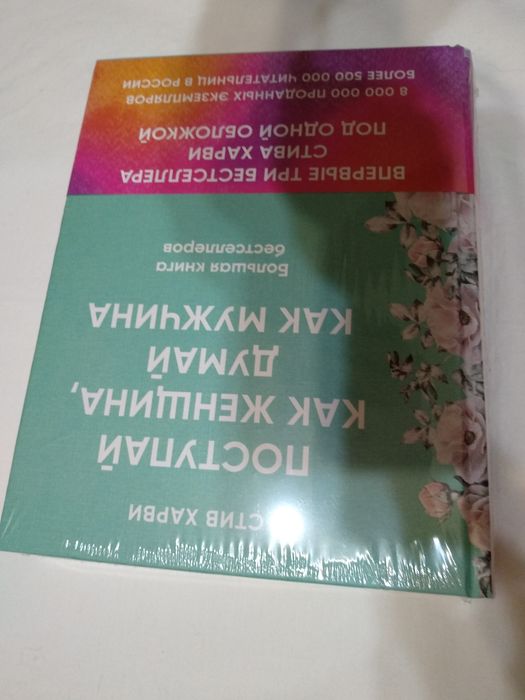 СТИВ ХАРВИ
ПОСТУПАЙ
КАК ЖЕНЩИНА,
ДУМАЙ
КАК МУЖЧИНА
Большая книга
бестселлеров
ВПЕРВЫЕ ТРИ БЕСТСЕЛЛЕРА
СТИВА ХАРВИ
ПОД ОДНОЙ ОБЛОЖКОЙ
8 000 000 ПРОДАННЫХ ЭКЗЕМПЛЯРОВ
БОЛЕЕ 500 000 ЧИТАТЕЛЬНИЦ В РОССИИ